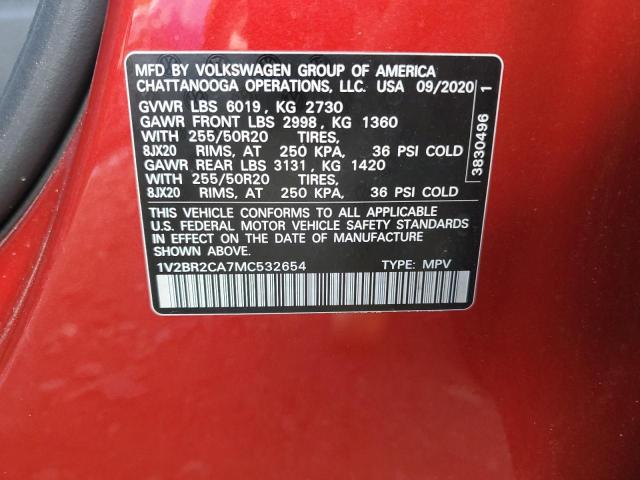 MFD BY VOLKSWAGEN GROUP OF AMERICA
CHATTANOOGA OPERATIONS, LLC. USA 09/2020
GVWR LBS 6019, KG 2730
GAWR FRONT LBS 2998, KG 1360
WITH 255/50R20 TIRES,
8JX20 RIMS, AT 250 KPA, 36 PSI COLD
GAWR REAR LBS 3131, KG 1420
WITH 255/50R20 TIRES,
8JX20 RIMS, AT 250 KPA, 36 PSI COLD
THIS VEHICLE CONFORMS TO ALL APPLICABLE
U.S. FEDERAL MOTOR VEHICLE SAFETY STANDARDS
IN EFFECT ON THE DATE OF MANUFACTURE
SHOWN ABOVE.
1V2BR2CA7MC532654 TYPE: MPV
3830496 1